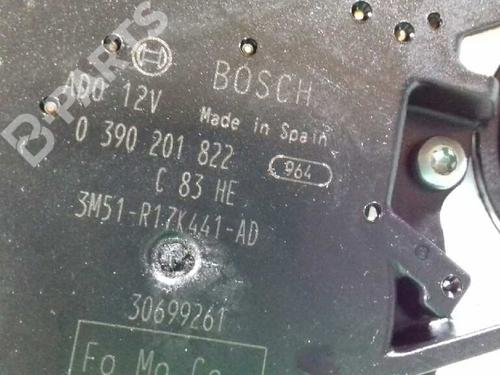 B-PARTS
BOSCH
ADO 12V
Made in Spain
0 390 201 822
964
C 83 HE
3M51-R17K441-AD
30699261
Fo Mo Co